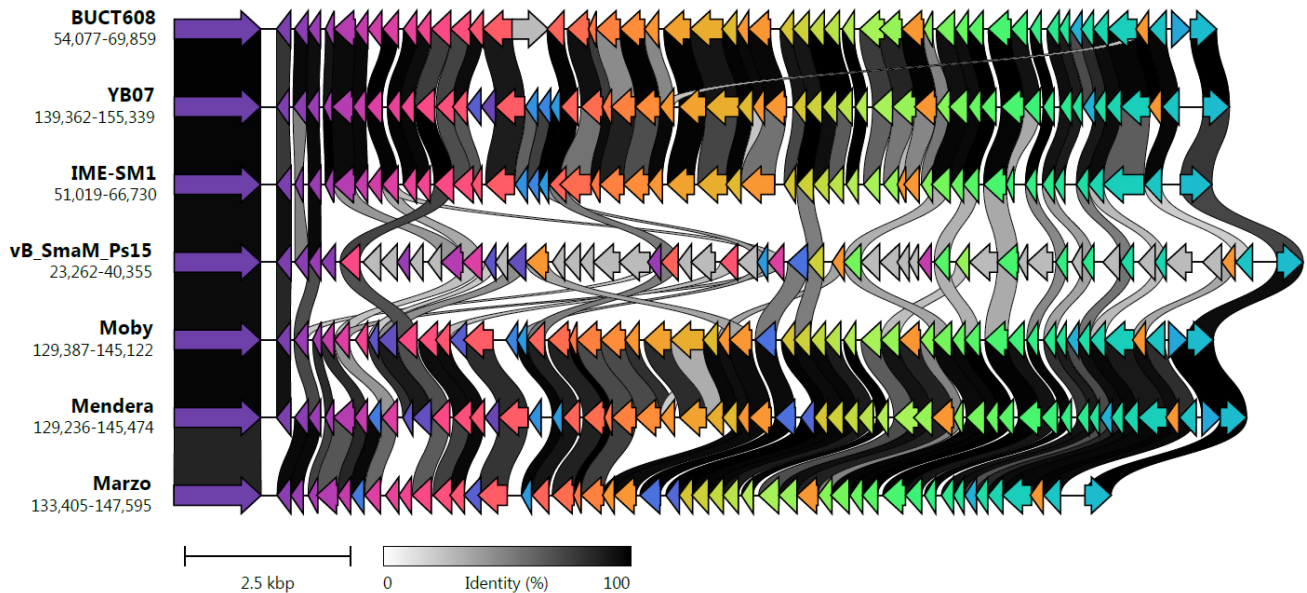 BUCT608
54,077-69,859
YB07
139,362-155,339
IME-SM1
51,019-66,730
vB_SmaM_Ps15
23,262-40,355
Moby
129,387-145,122
Mendera
129,236-145,474
Marzo
133,405-147,595
2.5 kbp
0 Identity (%) 100